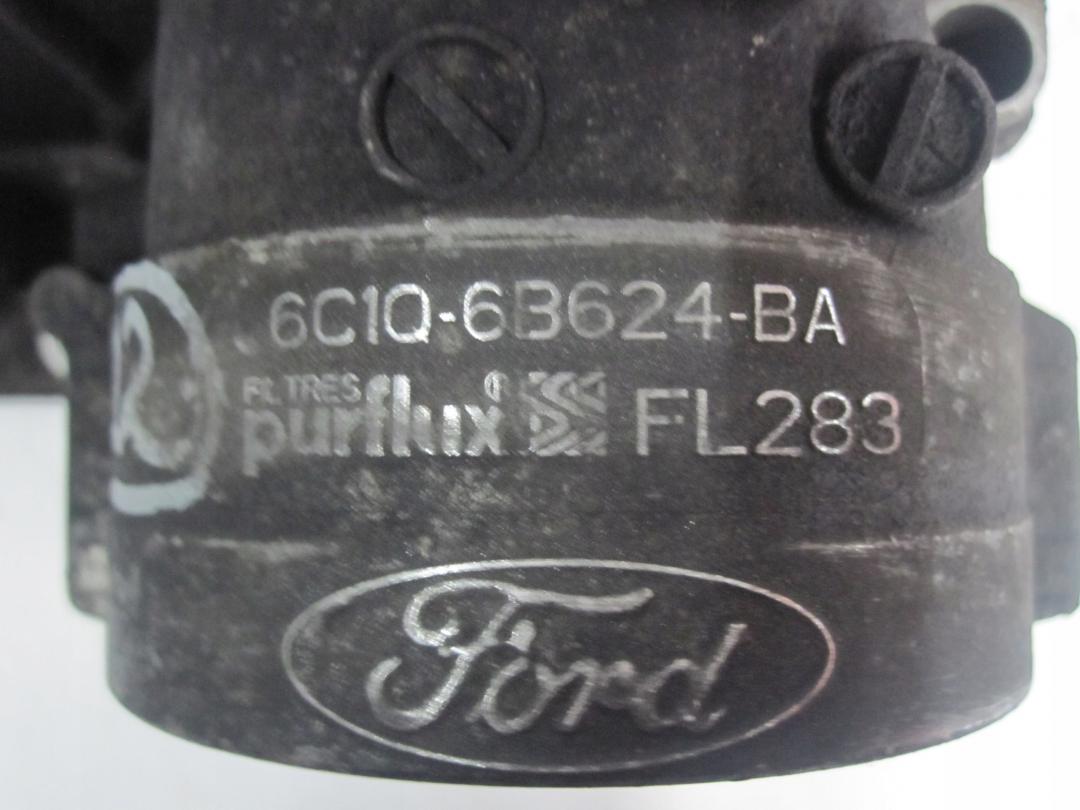 6C1Q-6B624-BA
FILTRES
purflux® FL283
R
Ford